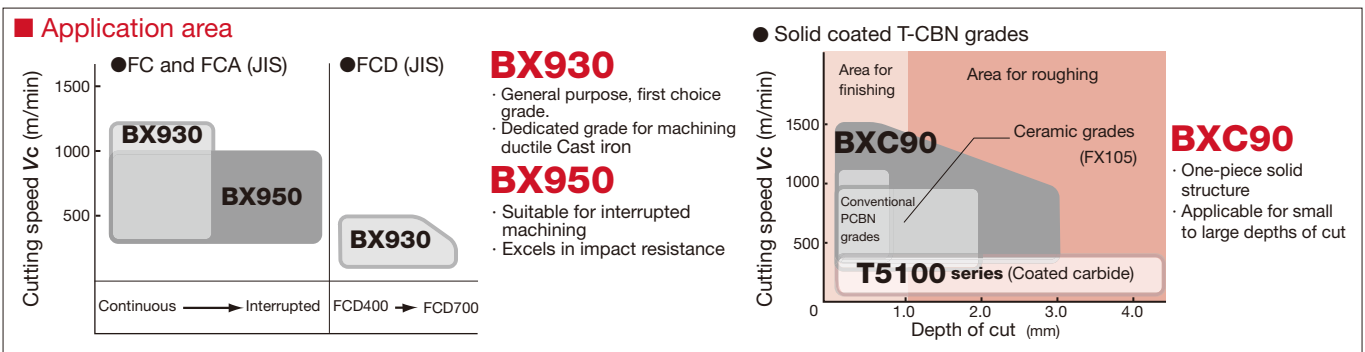 ■ Application area
●FC and FCA (JIS)
●FCD (JIS)
Cutting speed Vc (m/min)
1500
1000
500
BX930
BX950
BX930
Continuous → Interrupted
FCD400 → FCD700
BX930
· General purpose, first choice
grade.
· Dedicated grade for machining
ductile Cast iron
BX950
· Suitable for interrupted
machining
· Excels in impact resistance
● Solid coated T-CBN grades
Cutting speed Vc (m/min)
1500
1000
500
0
Area for
finishing
Area for roughing
BXC90
Ceramic grades
(FX105)
Conventional
PCBN
grades
T5100 series (Coated carbide)
1.0
2.0
3.0
4.0
Depth of cut (mm)
BXC90
· One-piece solid
structure
· Applicable for small
to large depths of cut